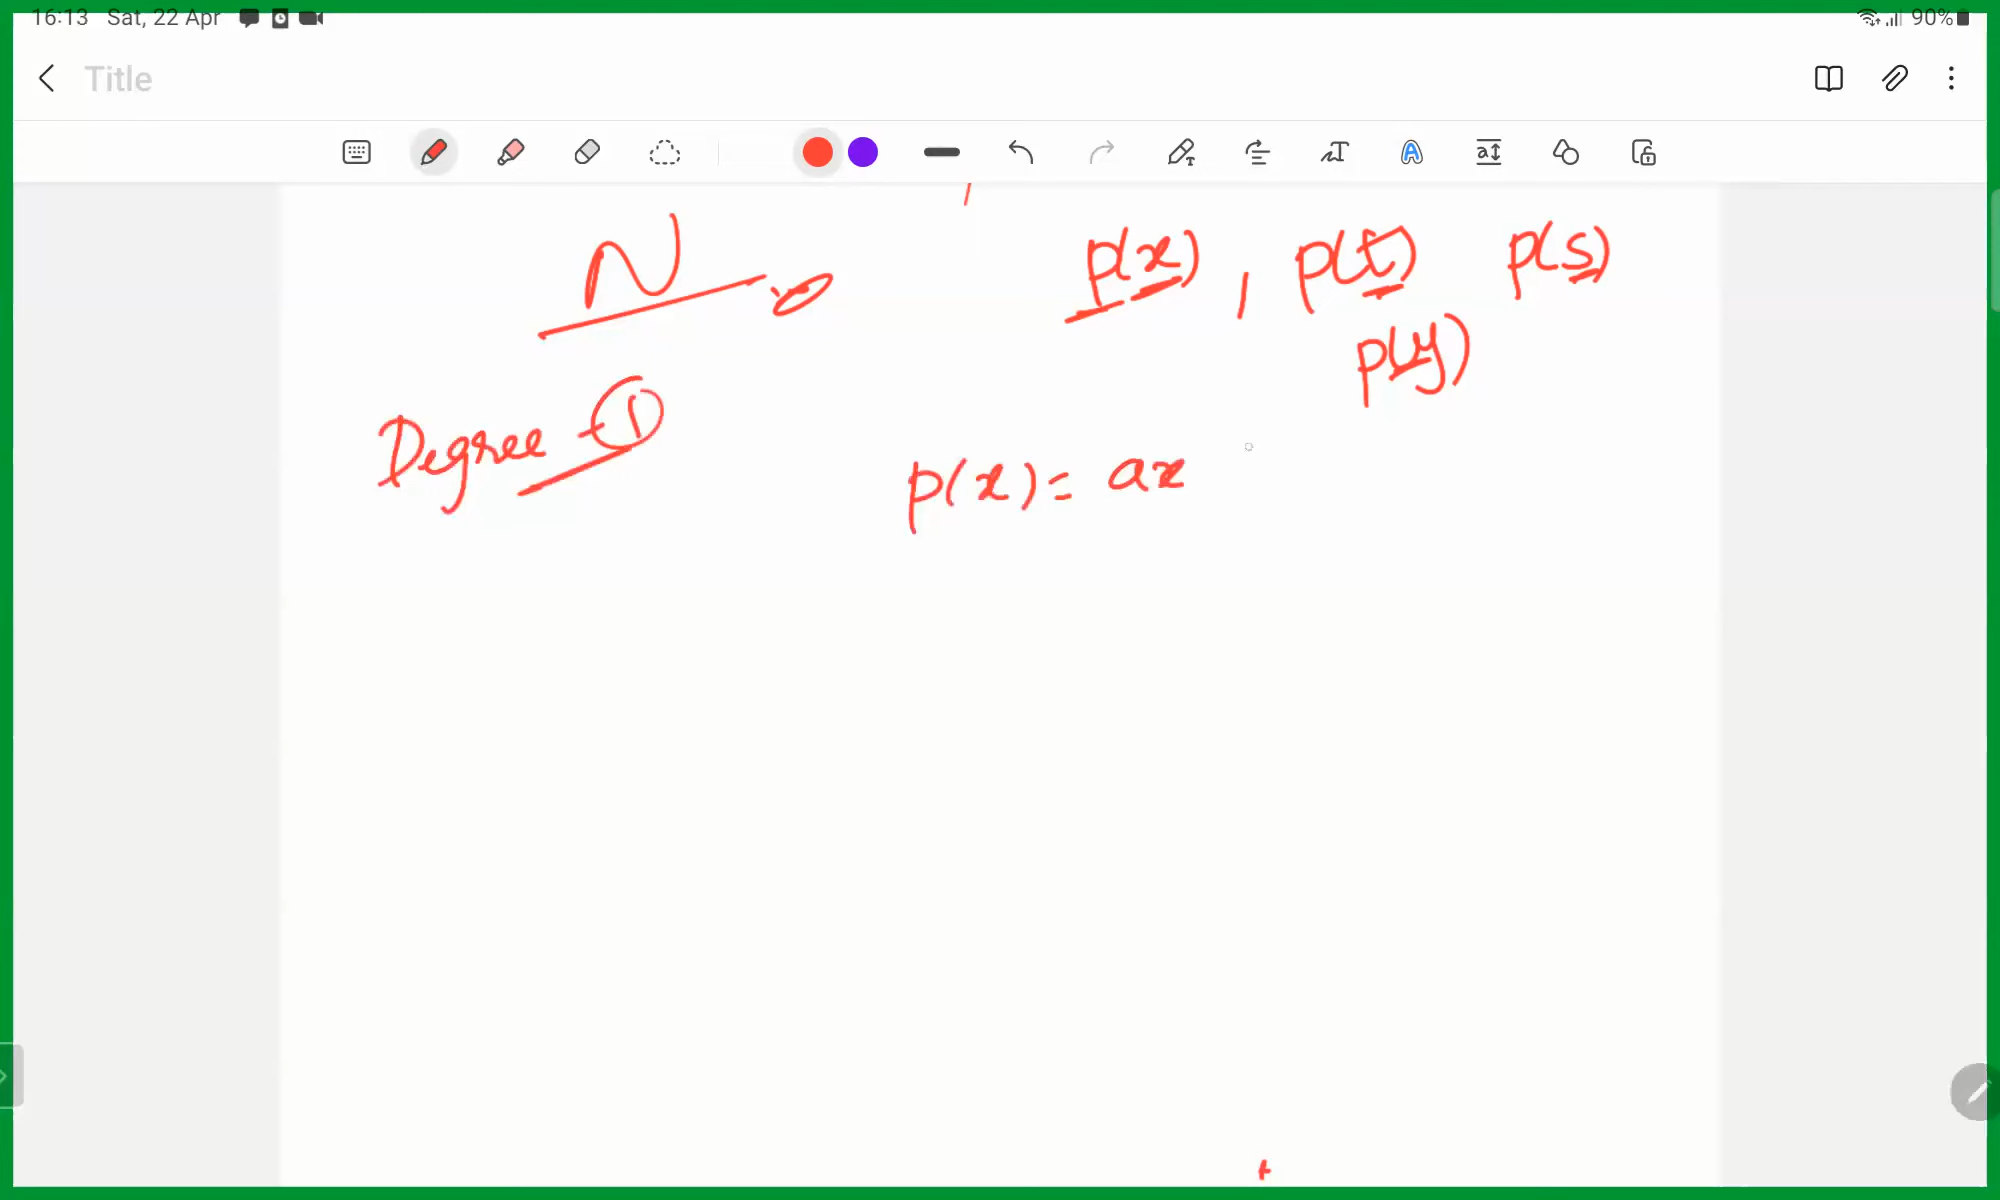 16:13 Sat, 22 Apr 90%
Title
N
p(x), p(t) p(s)
p(y)
Degree - 1
p(x) = ax